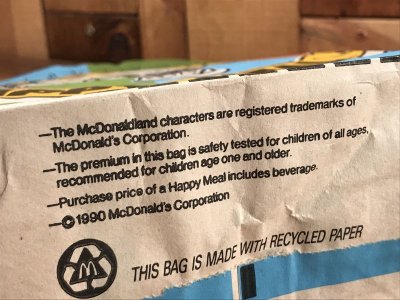 —The McDonaldland characters are registered trademarks of
McDonald's Corporation.
—The premium in this bag is safety tested for children of all ages,
recommended for children age one and older.
—Purchase price of a Happy Meal includes beverage.
—© 1990 McDonald's Corporation
THIS BAG IS MADE WITH RECYCLED PAPER